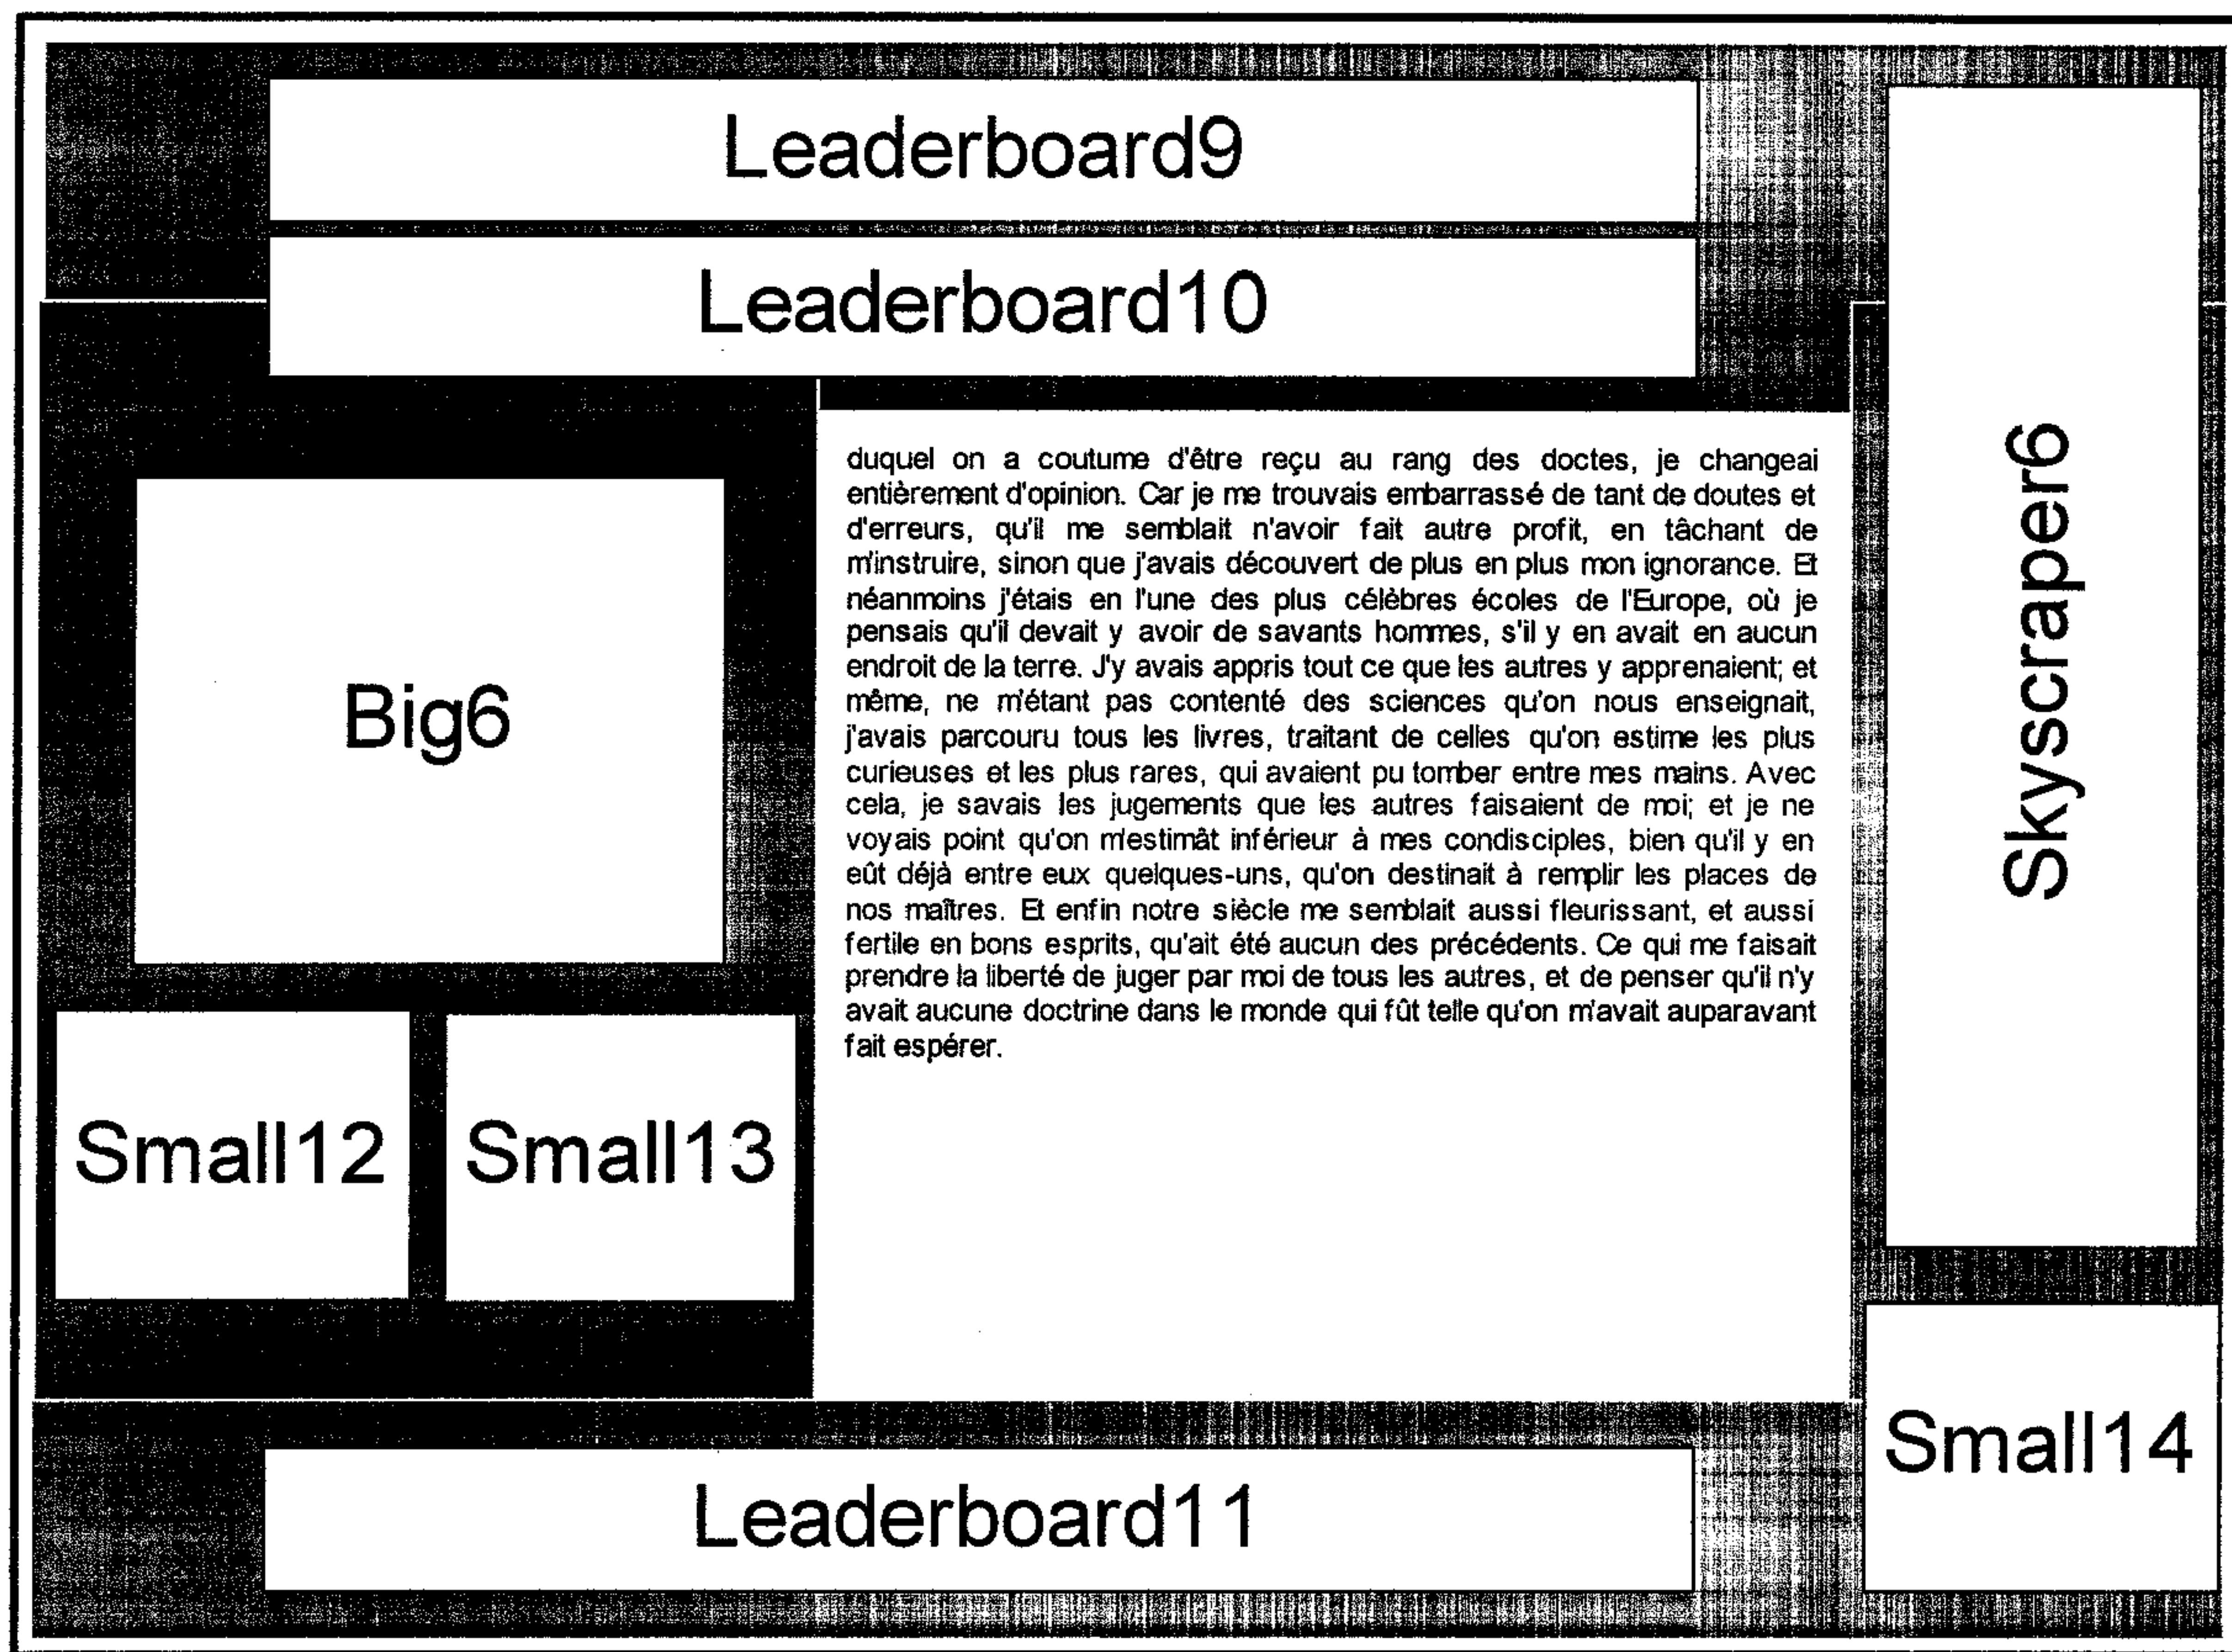 Leaderboard9
Leaderboard10
duquel on a coutume d'être reçu au rang des doctes, je changeai
entièrement d'opinion. Car je me trouvais embarrassé de tant de doutes et
d'erreurs, qu'il me semblait n'avoir fait autre profit, en tâchant de
m'instruire, sinon que j'avais découvert de plus en plus mon ignorance. Et
néanmoins j'étais en l'une des plus célèbres écoles de l'Europe, où je
pensais qu'il devait y avoir de savants hommes, s'il y en avait en aucun
endroit de la terre. J'y avais appris tout ce que les autres y apprenaient; et
même, ne m'étant pas contenté des sciences qu'on nous enseignait,
j'avais parcouru tous les livres, traitant de celles qu'on estime les plus
curieuses et les plus rares, qui avaient pu tomber entre mes mains. Avec
cela, je savais les jugements que les autres faisaient de moi; et je ne
voyais point qu'on m'estimât inférieur à mes condisciples, bien qu'il y en
eût déjà entre eux quelques-uns, qu'on destinait à remplir les places de
nos maîtres. Et enfin notre siècle me semblait aussi fleurissant, et aussi
fertile en bons esprits, qu'ait été aucun des précédents. Ce qui me faisait
prendre la liberté de juger par moi de tous les autres, et de penser qu'il n'y
avait aucune doctrine dans le monde qui fût telle qu'on m'avait auparavant
fait espérer.
Big6
Small12
Small13
Skyscraper6
Small14
Leaderboard11